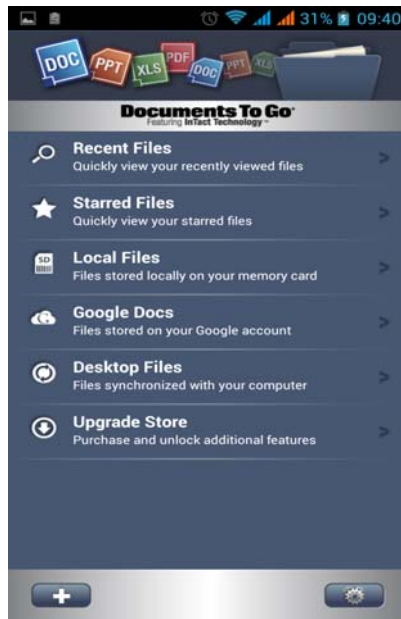 31% 09:40
DOC PPT XLS PDF DOC PPT XLS
Documents To Go
Featuring InTact Technology™
Recent Files
Quickly view your recently viewed files
Starred Files
Quickly view your starred files
SD
Local Files
Files stored locally on your memory card
Google Docs
Files stored on your Google account
Desktop Files
Files synchronized with your computer
Upgrade Store
Purchase and unlock additional features